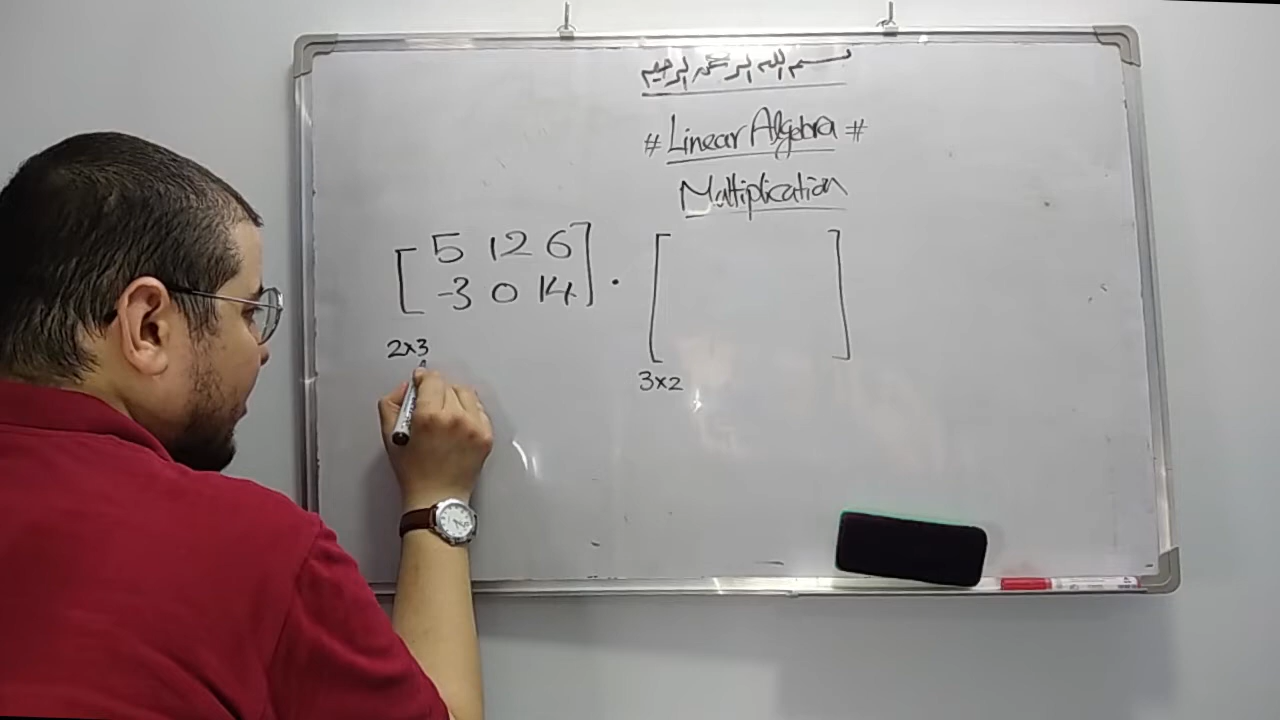 بسم الله الرحمن الرحيم
# Linear Algebra #
Multiplication
[ 5 12 6 ] . [ ]
[ -3 0 14 ]
2x3 3x2